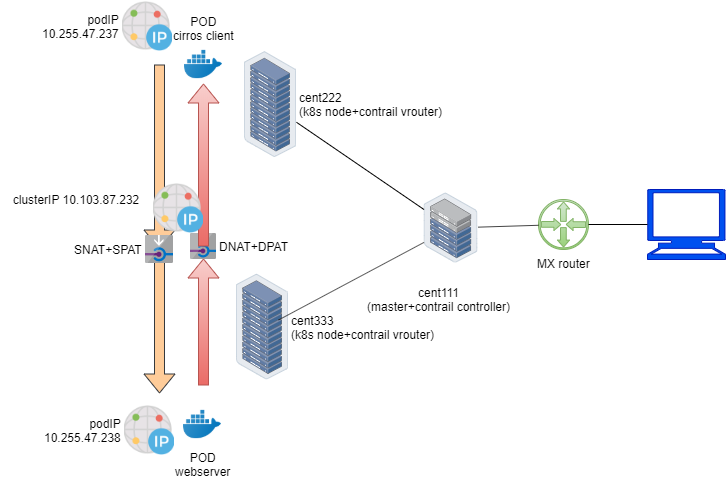 podIP
10.255.47.237
POD
cirros client
IP
cent222
(k8s node+contrail vrouter)
clusterIP 10.103.87.232
IP
SNAT+SPAT
DNAT+DPAT
MX router
cent111
(master+contrail controller)
cent333
(k8s node+contrail vrouter)
podIP
10.255.47.238
IP
POD
webserver